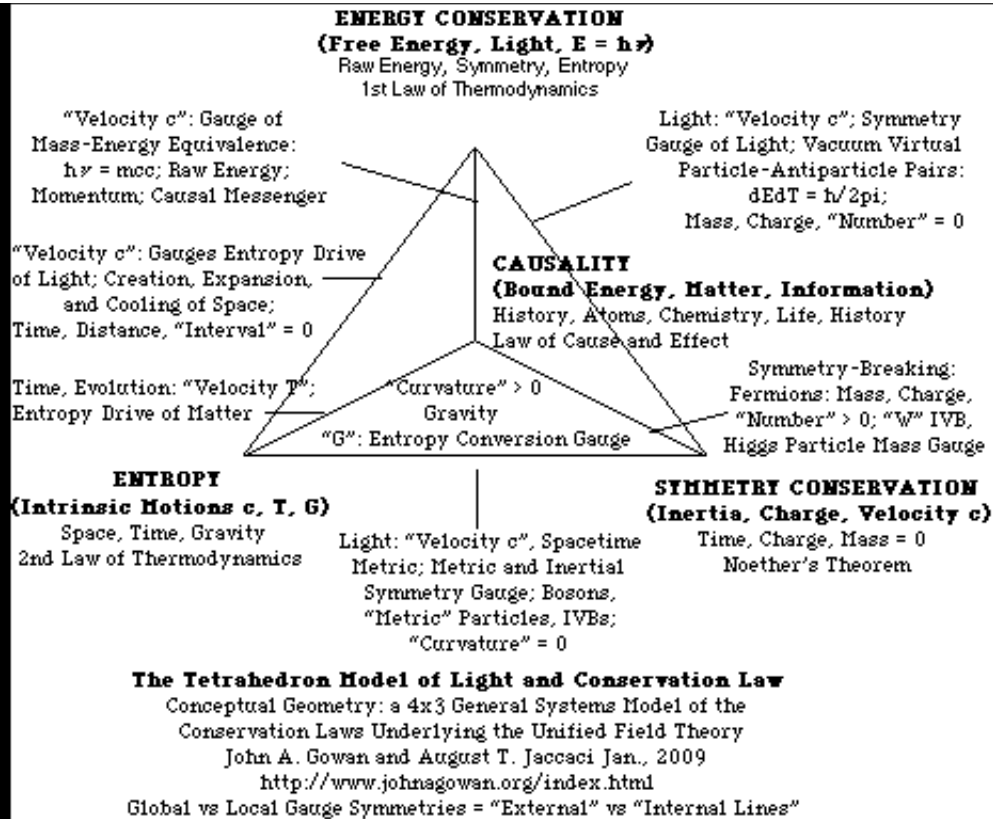 ENERGY CONSERVATION
(Free Energy, Light, E = hν)
Raw Energy, Symmetry, Entropy
1st Law of Thermodynamics
"Velocity c": Gauge of
Mass-Energy Equivalence:
hν = mcc; Raw Energy;
Momentum; Causal Messenger
Light: "Velocity c"; Symmetry
Gauge of Light; Vacuum Virtual
Particle-Antiparticle Pairs:
dEdT = h/2pi;
Mass, Charge, "Number" = 0
"Velocity c": Gauges Entropy Drive
of Light; Creation, Expansion,
and Cooling of Space;
Time, Distance, "Interval" = 0
CAUSALITY
(Bound Energy, Matter, Information)
History, Atoms, Chemistry, Life, History
Law of Cause and Effect
Time, Evolution: "Velocity T";
Entropy Drive of Matter
"Curvature" > 0
Gravity
"G": Entropy Conversion Gauge
Symmetry-Breaking:
Fermions: Mass, Charge,
"Number" > 0; "W" IVB,
Higgs Particle Mass Gauge
ENTROPY
(Intrinsic Motions c, T, G)
Space, Time, Gravity
2nd Law of Thermodynamics
Light: "Velocity c", Spacetime
Metric; Metric and Inertial
Symmetry Gauge; Bosons,
"Metric" Particles, IVBs;
"Curvature" = 0
SYMMETRY CONSERVATION
(Inertia, Charge, Velocity c)
Time, Charge, Mass = 0
Noether's Theorem
The Tetrahedron Model of Light and Conservation Law
Conceptual Geometry: a 4x3 General Systems Model of the
Conservation Laws Underlying the Unified Field Theory
John A. Gowan and August T. Jaccaci Jan., 2009
http://www.johnagowan.org/index.html
Global vs Local Gauge Symmetries = "External" vs "Internal Lines"